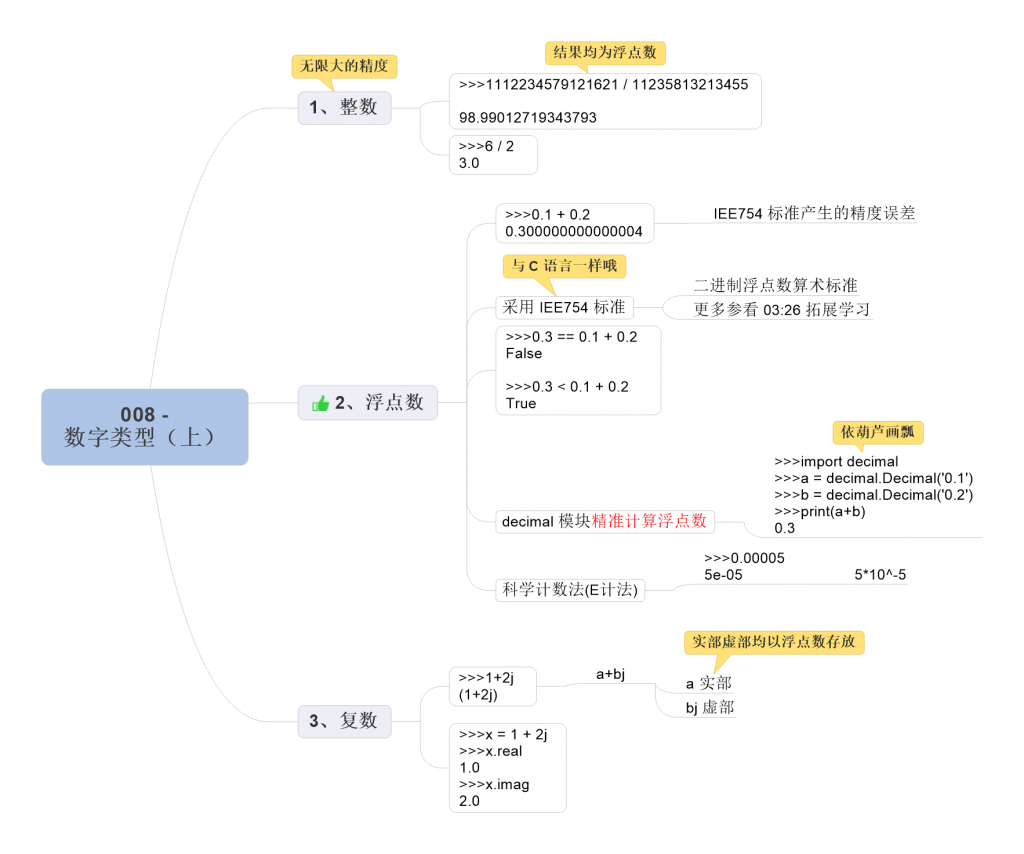 008 -
数字类型（上）
无限大的精度
1、整数
结果均为浮点数
>>>1112234579121621 / 11235813213455
98.99012719343793
>>>6 / 2
3.0
2、浮点数
>>>0.1 + 0.2
0.300000000000004
IEE754 标准产生的精度误差
与 C 语言一样哦
采用 IEE754 标准
二进制浮点数算术标准
更多参看 03:26 拓展学习
>>>0.3 == 0.1 + 0.2
False
>>>0.3 < 0.1 + 0.2
True
decimal 模块精准计算浮点数
依葫芦画瓢
>>>import decimal
>>>a = decimal.Decimal('0.1')
>>>b = decimal.Decimal('0.2')
>>>print(a+b)
0.3
科学计数法(E计法)
>>>0.00005
5e-05
5*10^-5
3、复数
>>>1+2j
(1+2j)
a+bj
实部虚部均以浮点数存放
a 实部
bj 虚部
>>>x = 1 + 2j
>>>x.real
1.0
>>>x.imag
2.0